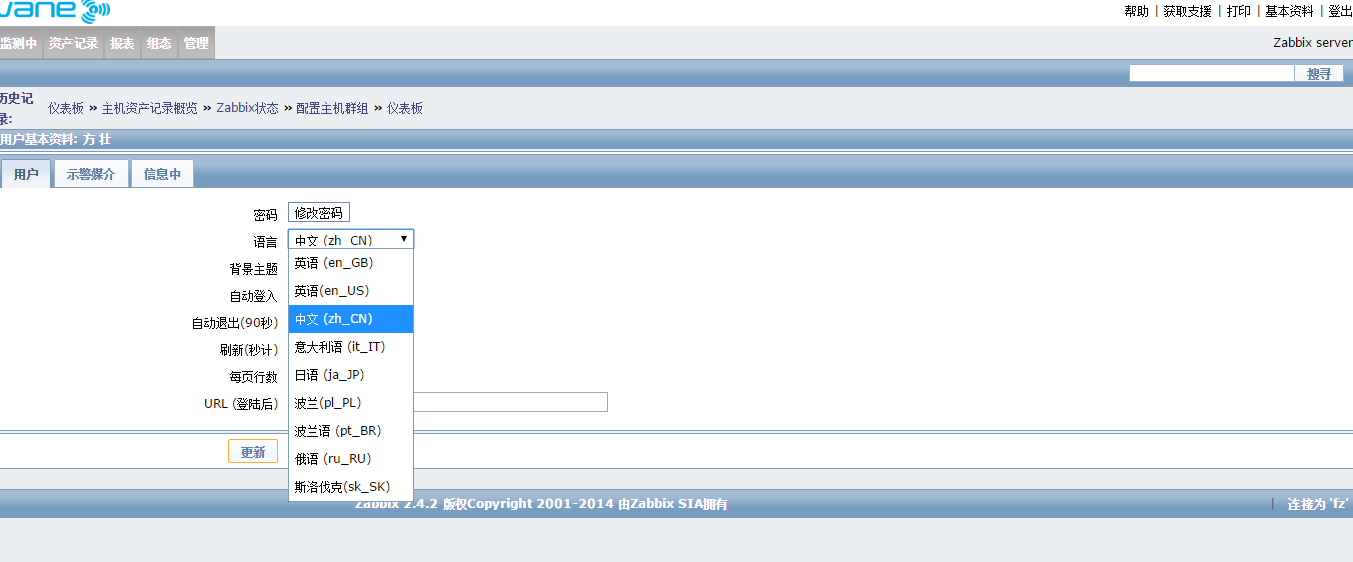 vane
帮助 | 获取支援 | 打印 | 基本资料 | 登出
监测中 资产记录 报表 组态 管理
Zabbix server
搜寻
历史记录: 仪表板 » 主机资产记录概览 » Zabbix状态 » 配置主机群组 » 仪表板
用户基本资料: 方 壮
用户 示警媒介 信息中
密码 修改密码
语言 中文 (zh_CN)
背景主题
自动登入
自动退出(90秒)
刷新(秒计)
每页行数
URL (登陆后)
英语 (en_GB)
英语(en_US)
中文 (zh_CN)
意大利语 (it_IT)
日语 (ja_JP)
波兰(pl_PL)
波兰语 (pt_BR)
俄语 (ru_RU)
斯洛伐克(sk_SK)
更新
Zabbix 2.4.2 版权Copyright 2001-2014 由Zabbix SIA拥有
| 连接为 'fz'